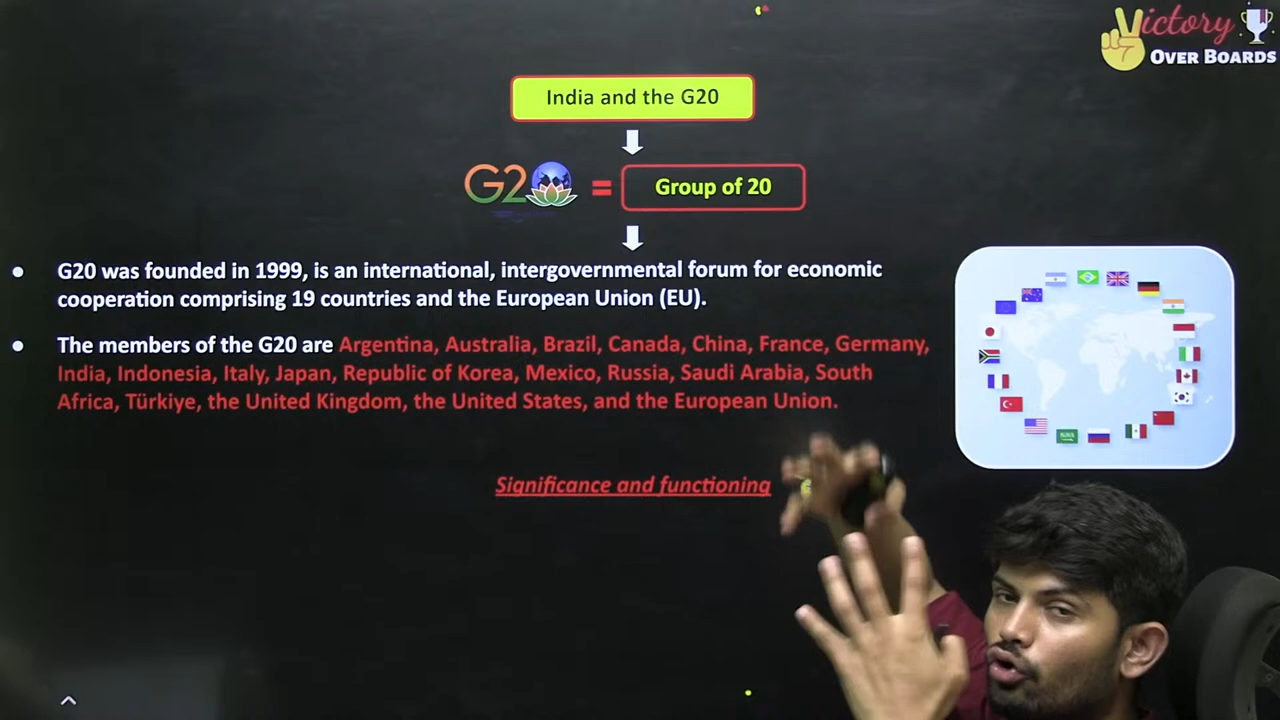 Victory
OVER BOARDS
India and the G20
G20 = Group of 20
G20 was founded in 1999, is an international, intergovernmental forum for economic
cooperation comprising 19 countries and the European Union (EU).
The members of the G20 are Argentina, Australia, Brazil, Canada, China, France, Germany,
India, Indonesia, Italy, Japan, Republic of Korea, Mexico, Russia, Saudi Arabia, South
Africa, Türkiye, the United Kingdom, the United States, and the European Union.
Significance and functioning